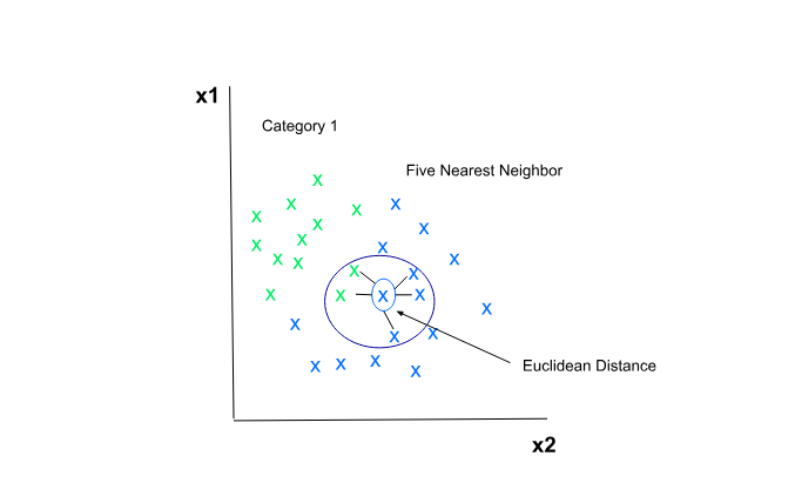 x1
Category 1
Five Nearest Neighbor
Euclidean Distance
x2